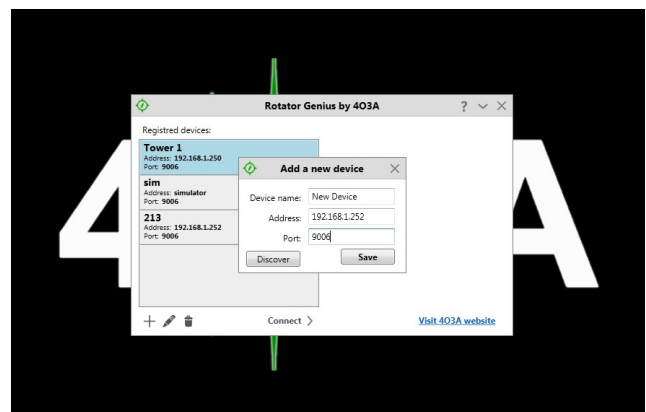 Rotator Genius by 4O3A
?
Registred devices:
Tower 1
Address: 192.168.1.250
Port: 9006
sim
Address: simulator
Port: 9006
213
Address: 192.168.1.252
Port: 9006
Add a new device
Device name: New Device
Address: 192.168.1.252
Port: 9006
Discover
Save
Connect
Visit 4O3A website
4
A